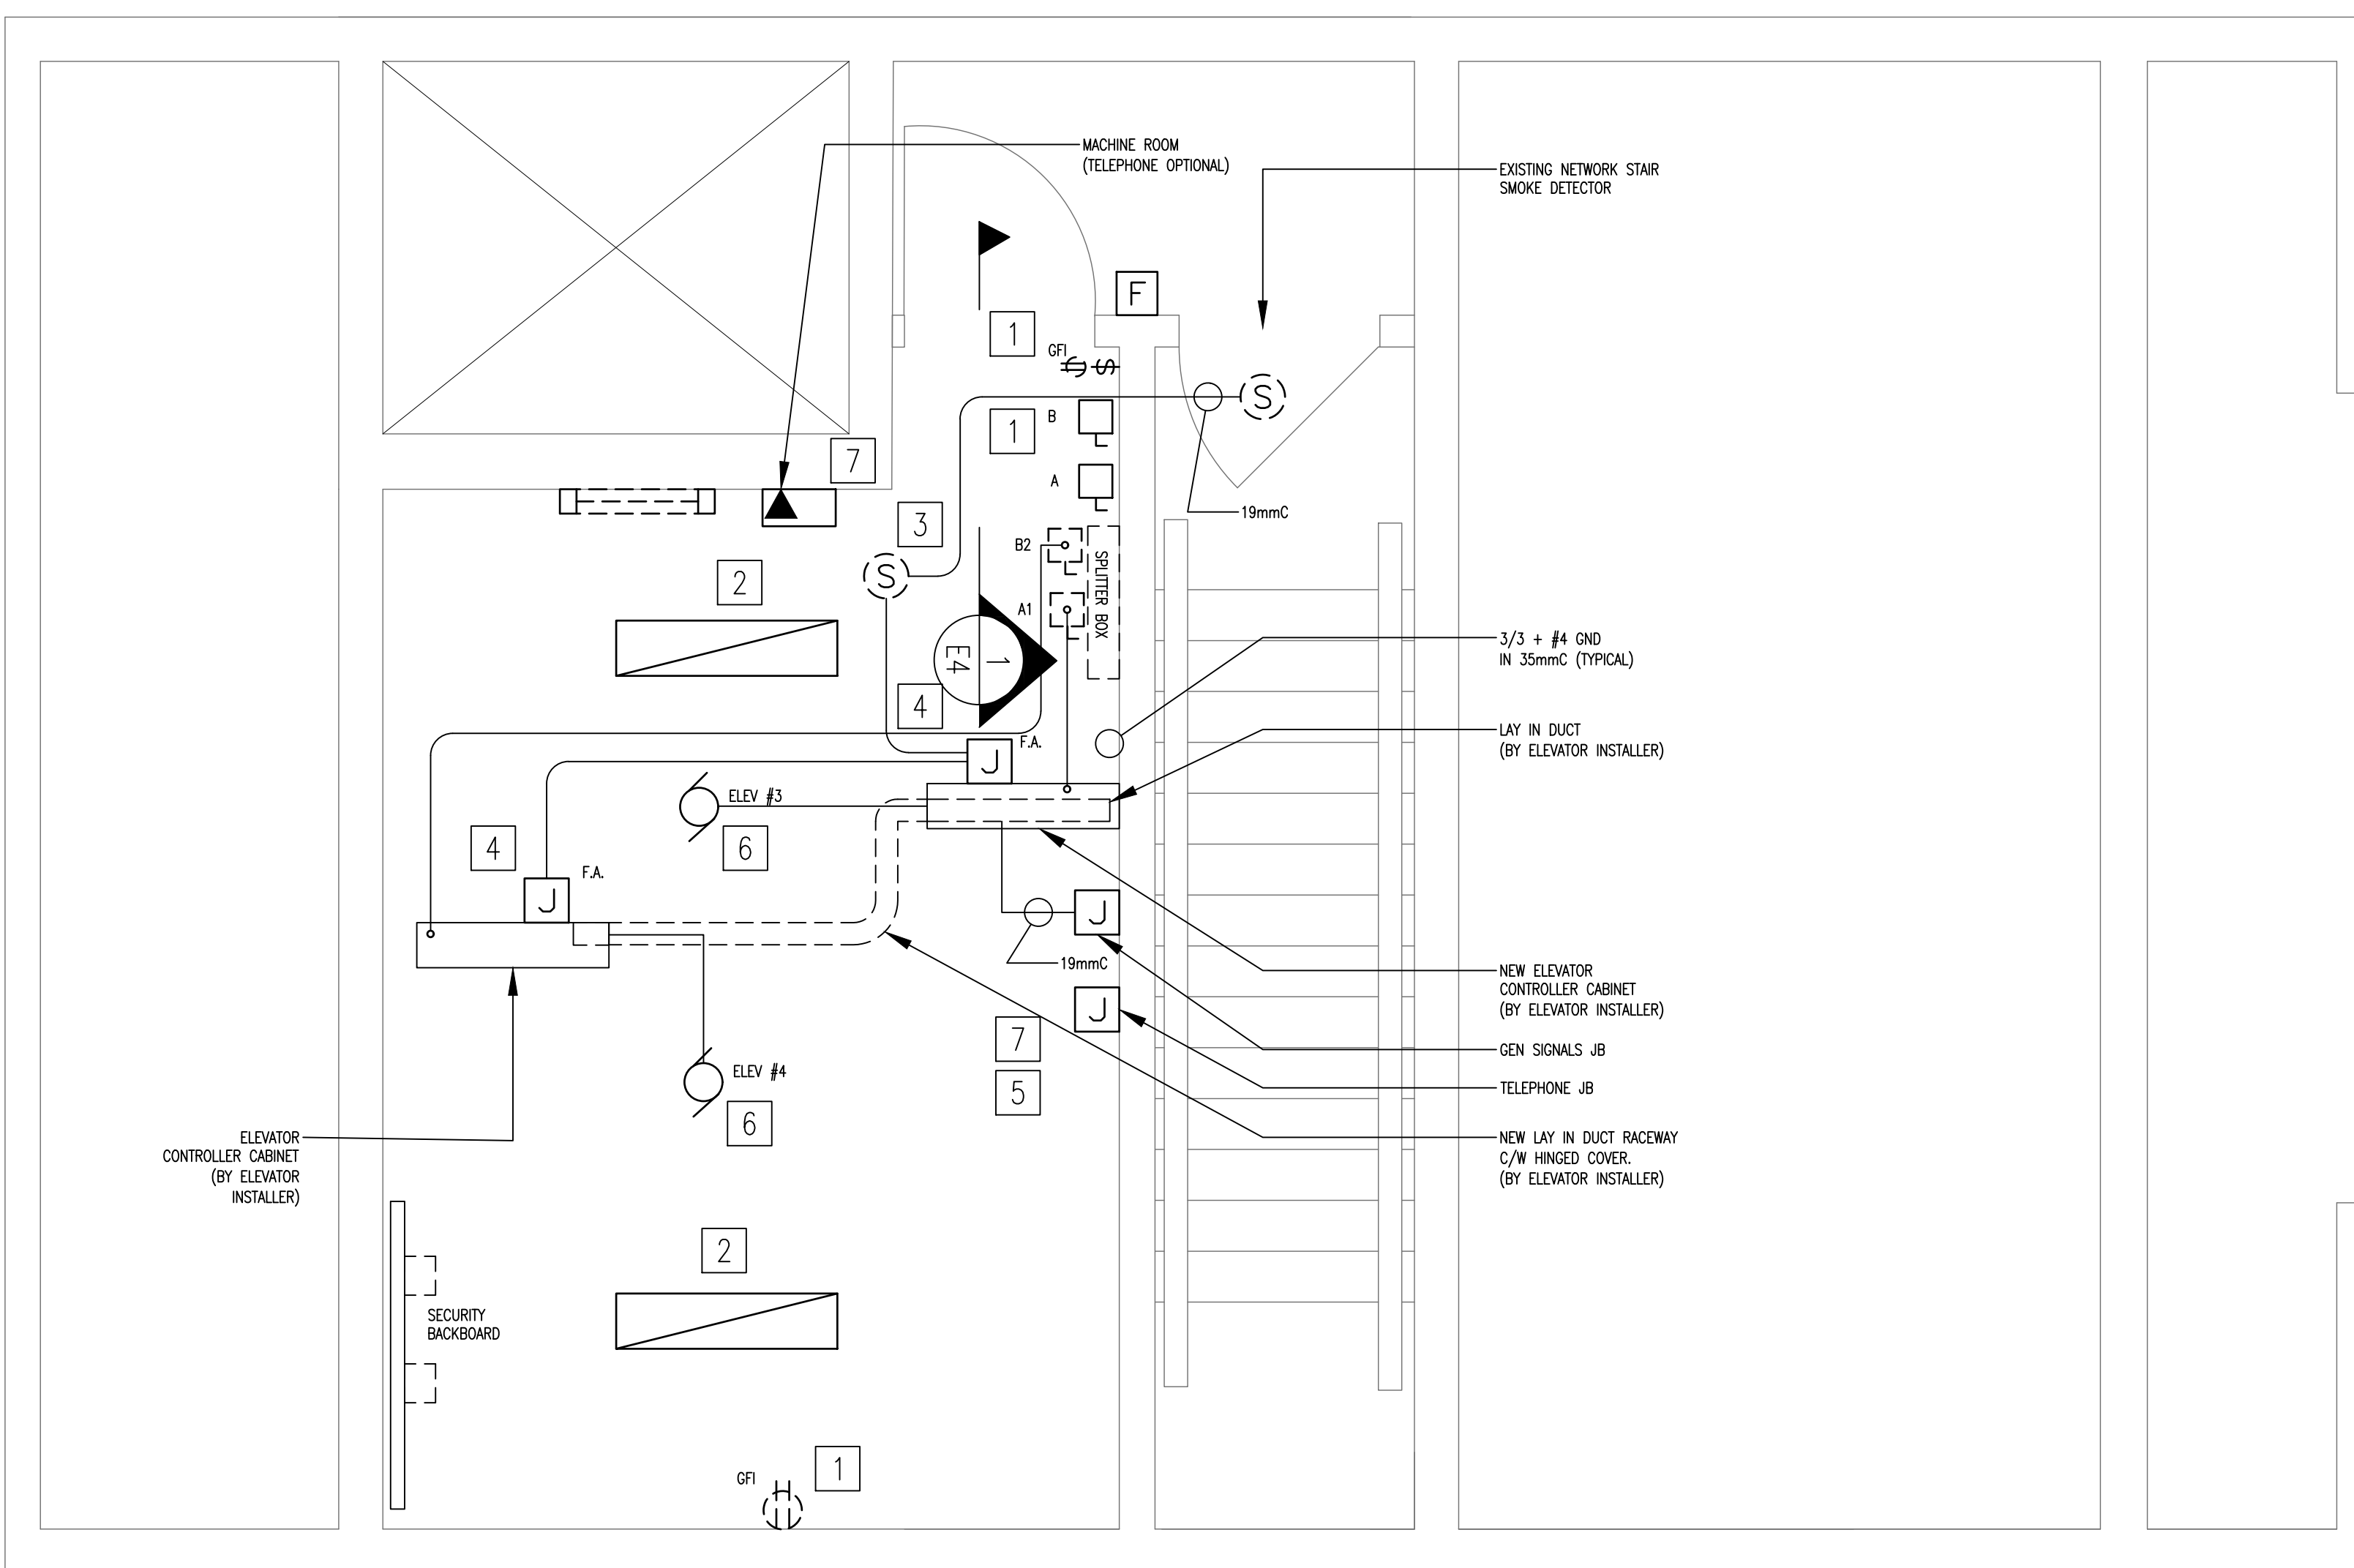 MACHINE ROOM
(TELEPHONE OPTIONAL)
EXISTING NETWORK STAIR
SMOKE DETECTOR
F
1
GFI
$
S
1
B
7
A
19mmC
3
B2
SPLITTER BOX
2
S
A1
3/3 + #4 GND
IN 35mmC (TYPICAL)
1
E4
4
LAY IN DUCT
(BY ELEVATOR INSTALLER)
F.A.
J
ELEV #3
6
4
F.A.
J
J
19mmC
NEW ELEVATOR
CONTROLLER CABINET
(BY ELEVATOR INSTALLER)
J
7
GEN SIGNALS JB
ELEV #4
5
TELEPHONE JB
6
ELEVATOR
CONTROLLER CABINET
(BY ELEVATOR
INSTALLER)
NEW LAY IN DUCT RACEWAY
C/W HINGED COVER.
(BY ELEVATOR INSTALLER)
2
SECURITY
BACKBOARD
GFI
1